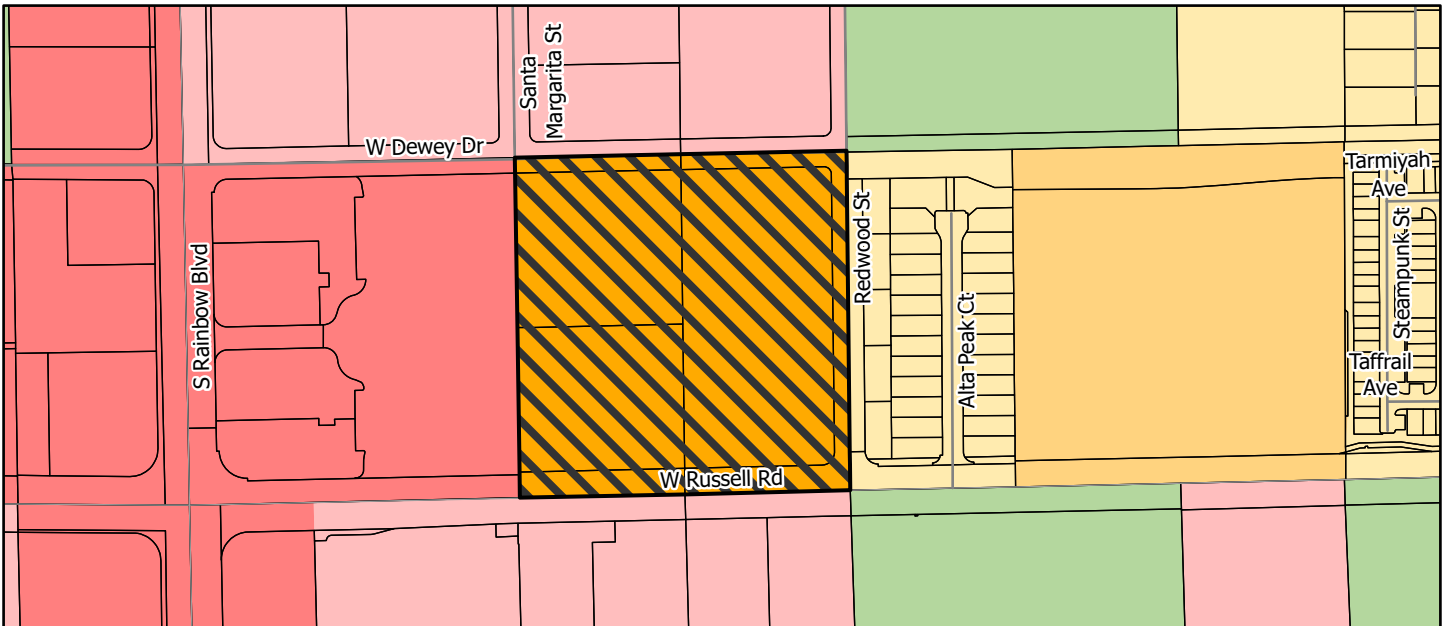 Santa
Margarita St
W Dewey Dr
Tarmiyah
Ave
Redwood St
Steampunk St
S Rainbow Blvd
Alta Peak Ct
Taffrail
Ave
W Russell Rd